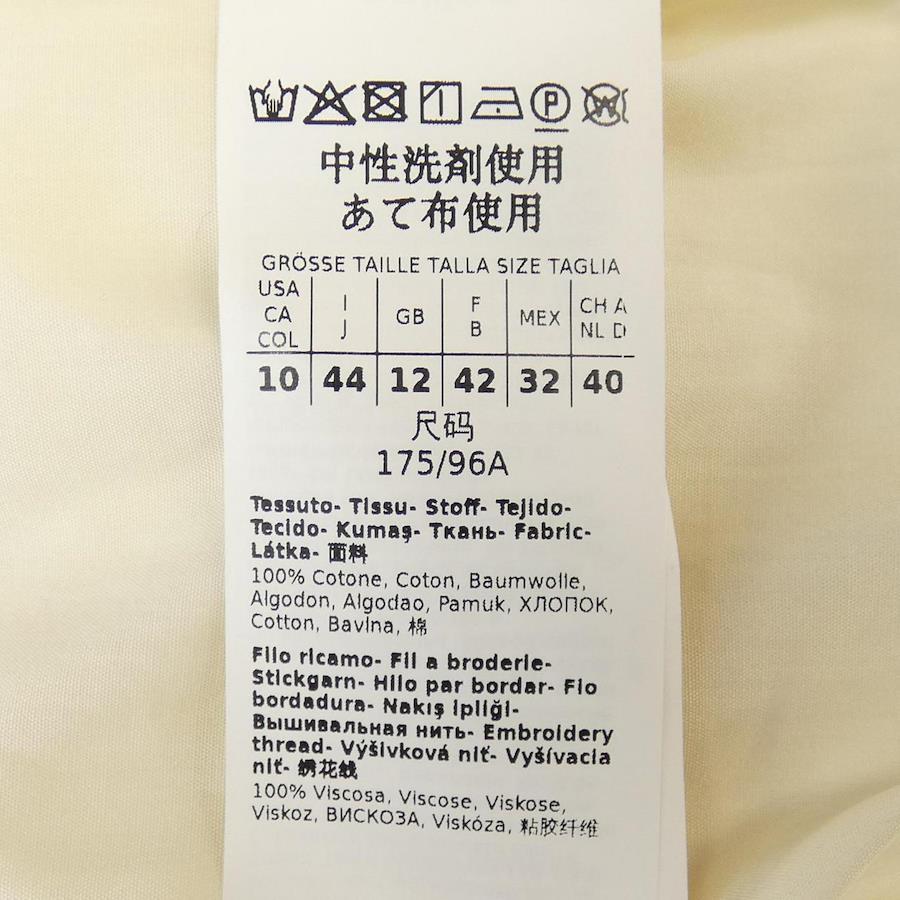 P W
中性洗剤使用
あて布使用
GRÖSSE TAILLE TALLA SIZE TAGLIA
USA CA COL I J GB F B MEX CH A NL D
10 44 12 42 32 40
尺码
175/96A
Tessuto- Tissu- Stoff- Tejido-
Tecido- Kumaş- Ткань- Fabric-
Látka- 面料
100% Cotone, Coton, Baumwolle,
Algodon, Algodao, Pamuk, ХЛОПОК,
Cotton, Bavlna, 棉
Filo ricamo- Fil a broderie-
Stickgarn- Hilo par bordar- Fio
bordadura- Nakış ipliği-
Вышивальная нить- Embroidery
thread- Výšivková niť- Vyšívacia
niť- 绣花线
100% Viscosa, Viscose, Viskose,
Viskoz, ВИСКОЗА, Viskóza, 粘胶纤维